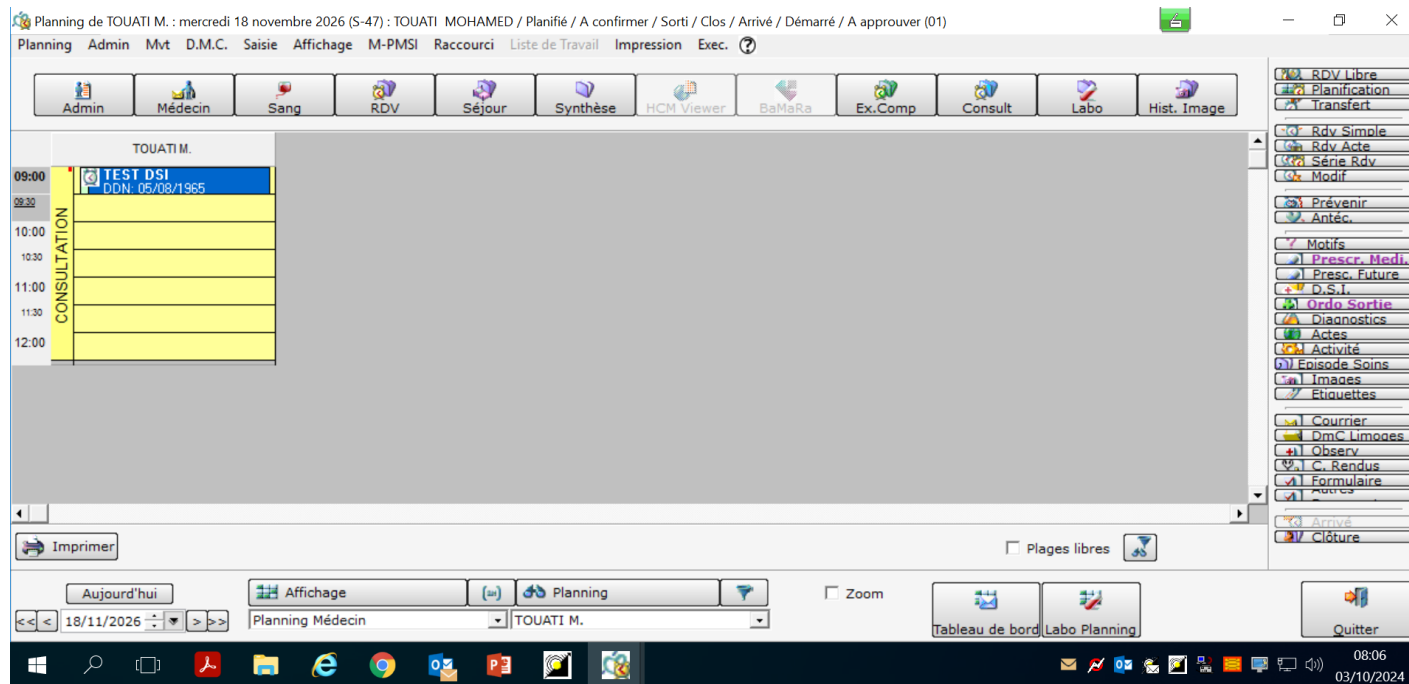 Planning de TOUATI M. : mercredi 18 novembre 2026 (S-47) : TOUATI MOHAMED / Planifié / A confirmer / Sorti / Clos / Arrivé / Démarré / A approuver (01)
Planning Admin Mvt D.M.C. Saisie Affichage M-PMSI Raccourci Liste de Travail Impression Exec. ?
Admin Médecin Sang RDV Séjour Synthèse HCM Viewer BaMaRa Ex.Comp Consult Labo Hist. Image
TOUATI M.
09:00
TEST DSI
DDN: 05/08/1965
09:30
10:00
10:30
11:00
11:30
12:00
CONSULTATION
RDV Libre
Planification
Transfert
Rdv Simple
Rdv Acte
Série Rdv
Modif
Prévenir
Antéc.
Motifs
Prescr. Medi.
Presc. Future
D.S.I.
Ordo Sortie
Diagnostics
Actes
Activité
Episode Soins
Images
Etiquettes
Courrier
DmC Limoges
Observ
C. Rendus
Formulaire
Autres
Arrivé
Clôture
Imprimer
Plages libres
Aujourd'hui
Affichage
Planning
Zoom
<< < 18/11/2026 > >>
Planning Médecin
TOUATI M.
Tableau de bord
Labo Planning
Quitter
08:06
03/10/2024